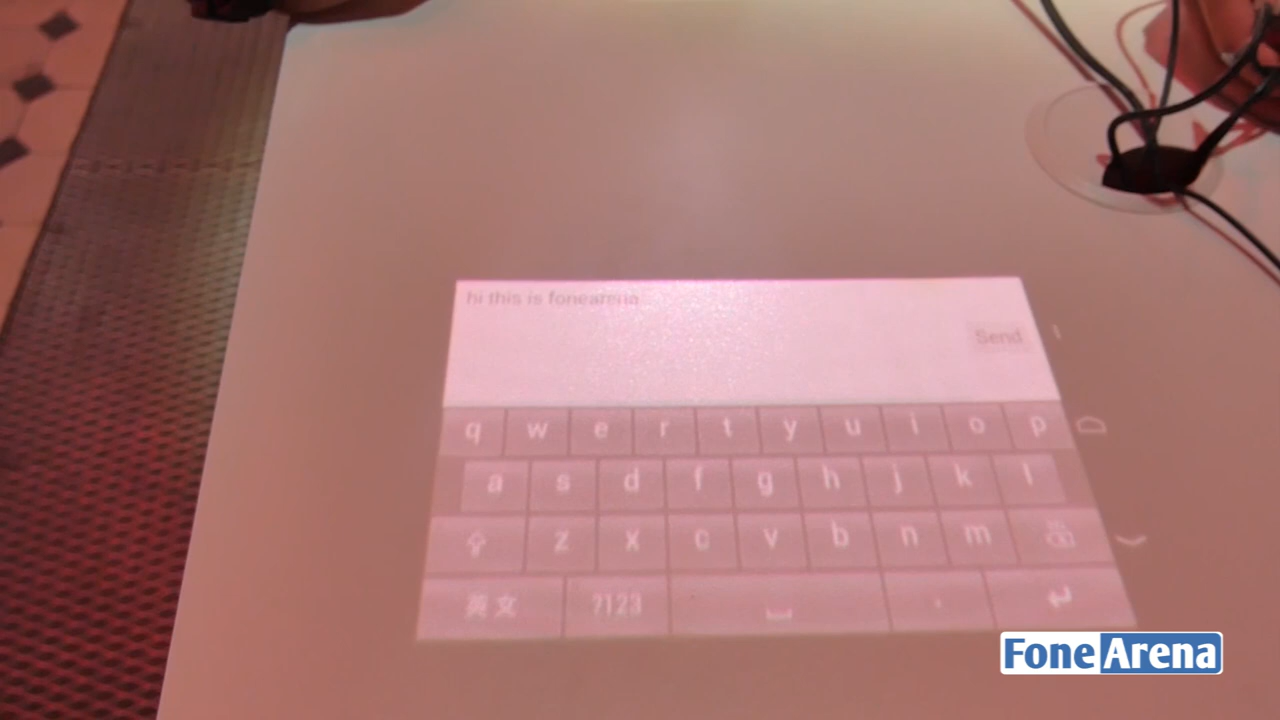 hi this is fonearena
Send
q w e r t y u i o p
a s d f g h j k l
z x c v b n m
英文 ?123 ,
FoneArena